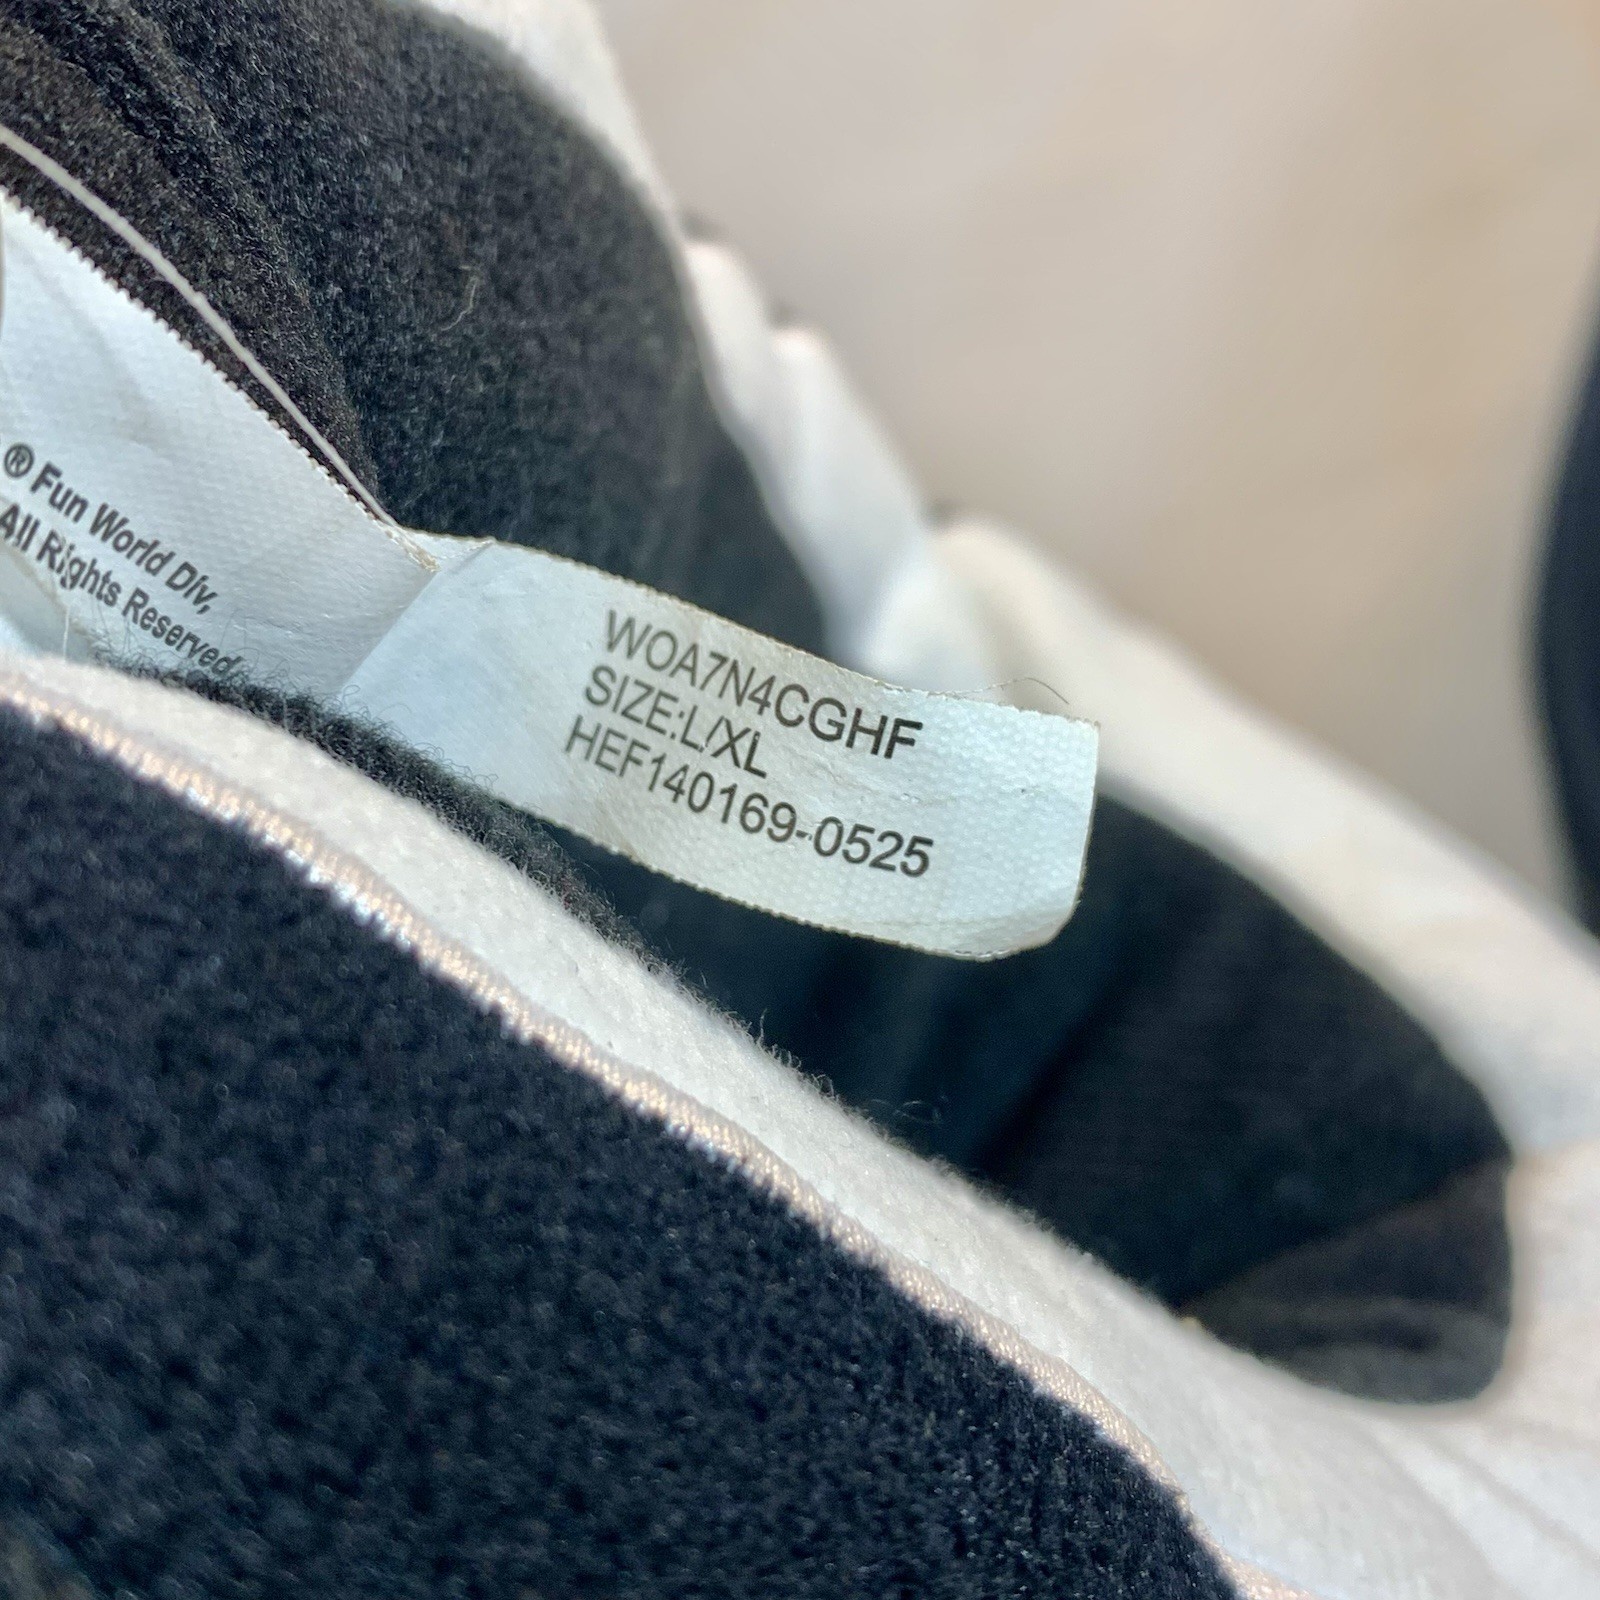 ® Fun World Div,
All Rights Reserved
WOA7N4CGHF
SIZE:L/XL
HEF140169-0525